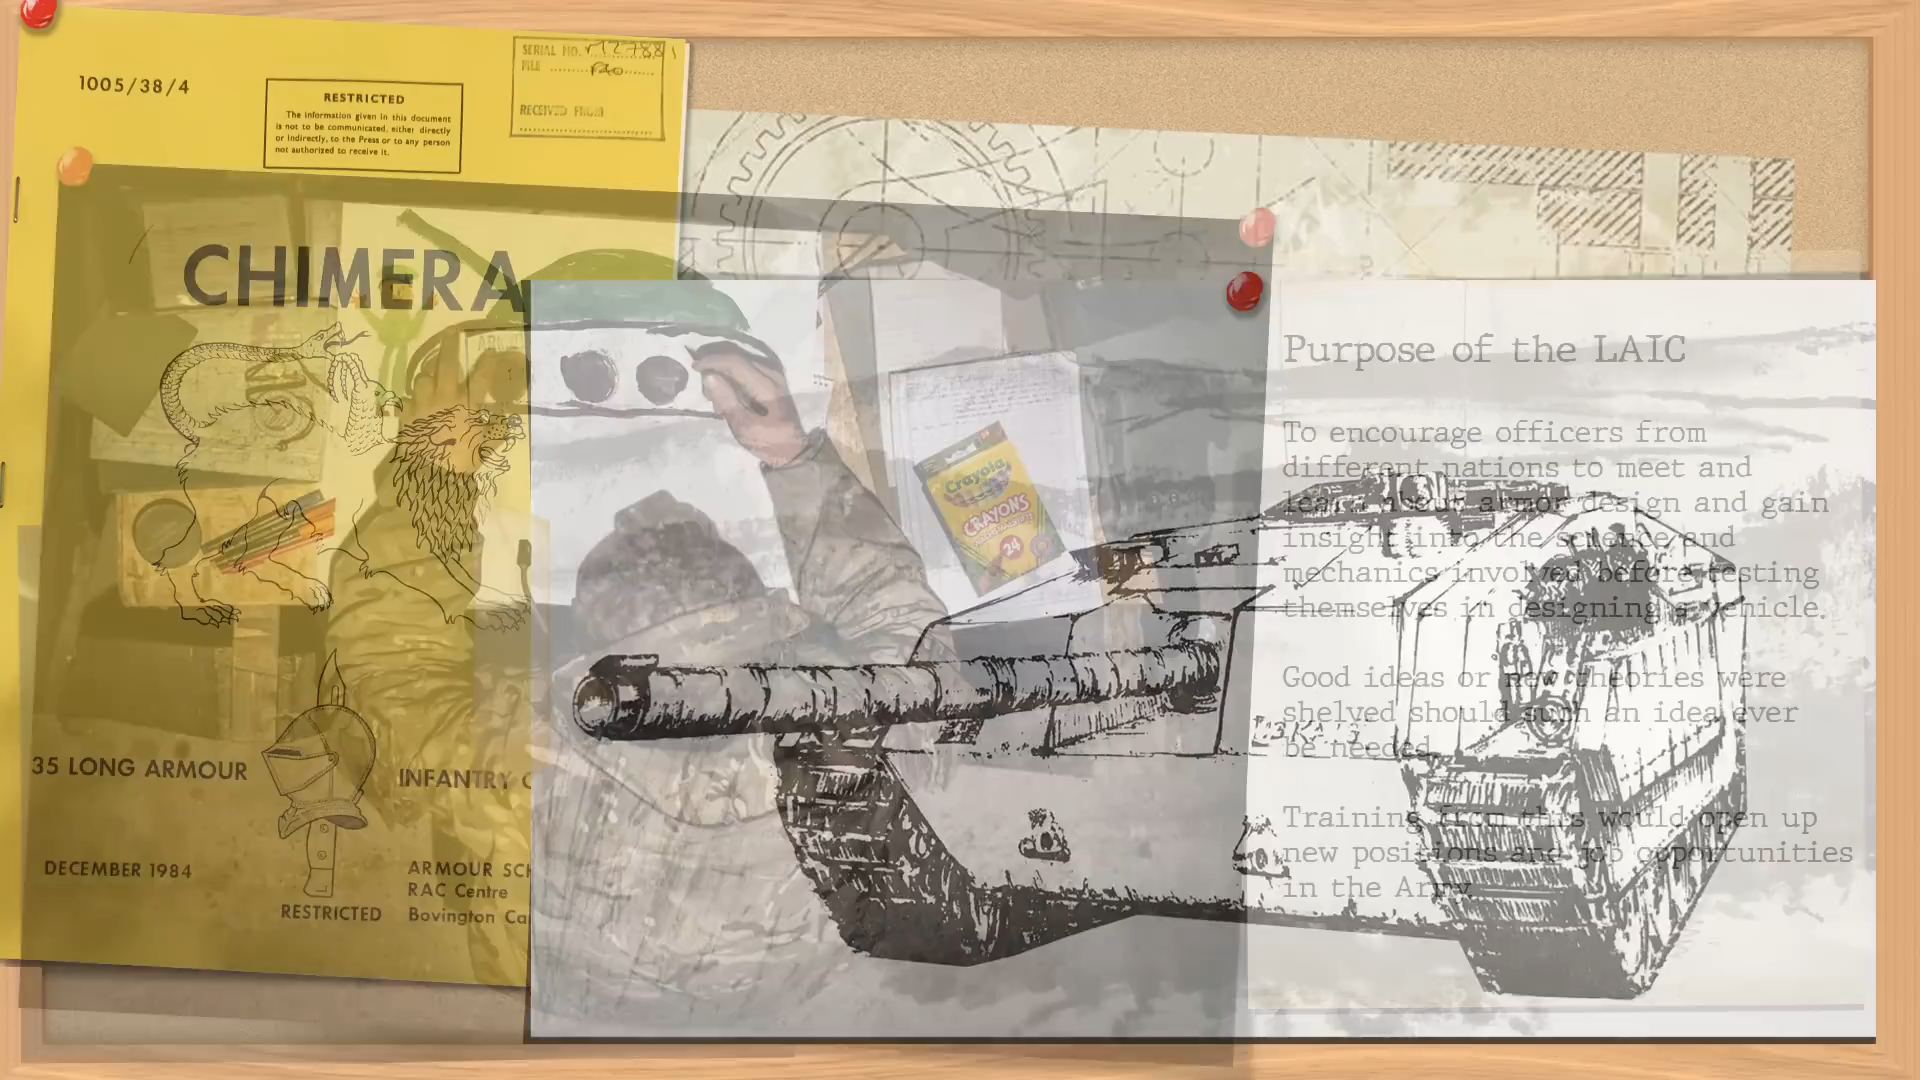 1005/38/4
RESTRICTED
The information given in this document
is not to be communicated, either directly
or indirectly, to the Press or to any person
not authorized to receive it.
SERIAL NO.
FILE
RECEIVED FROM
CHIMERA
35 LONG ARMOUR
INFANTRY C
DECEMBER 1984
RESTRICTED
ARMOUR SCH
RAC Centre
Bovington Ca
Crayola
CRAYONS
24
Purpose of the LAIC
To encourage officers from
different nations to meet and
learn about armor design and gain
insight into the science and
mechanics involved before testing
themselves in designing a vehicle.
Good ideas or new theories were
shelved should such an idea ever
be needed.
Training from this would open up
new positions and job opportunities
in the Army